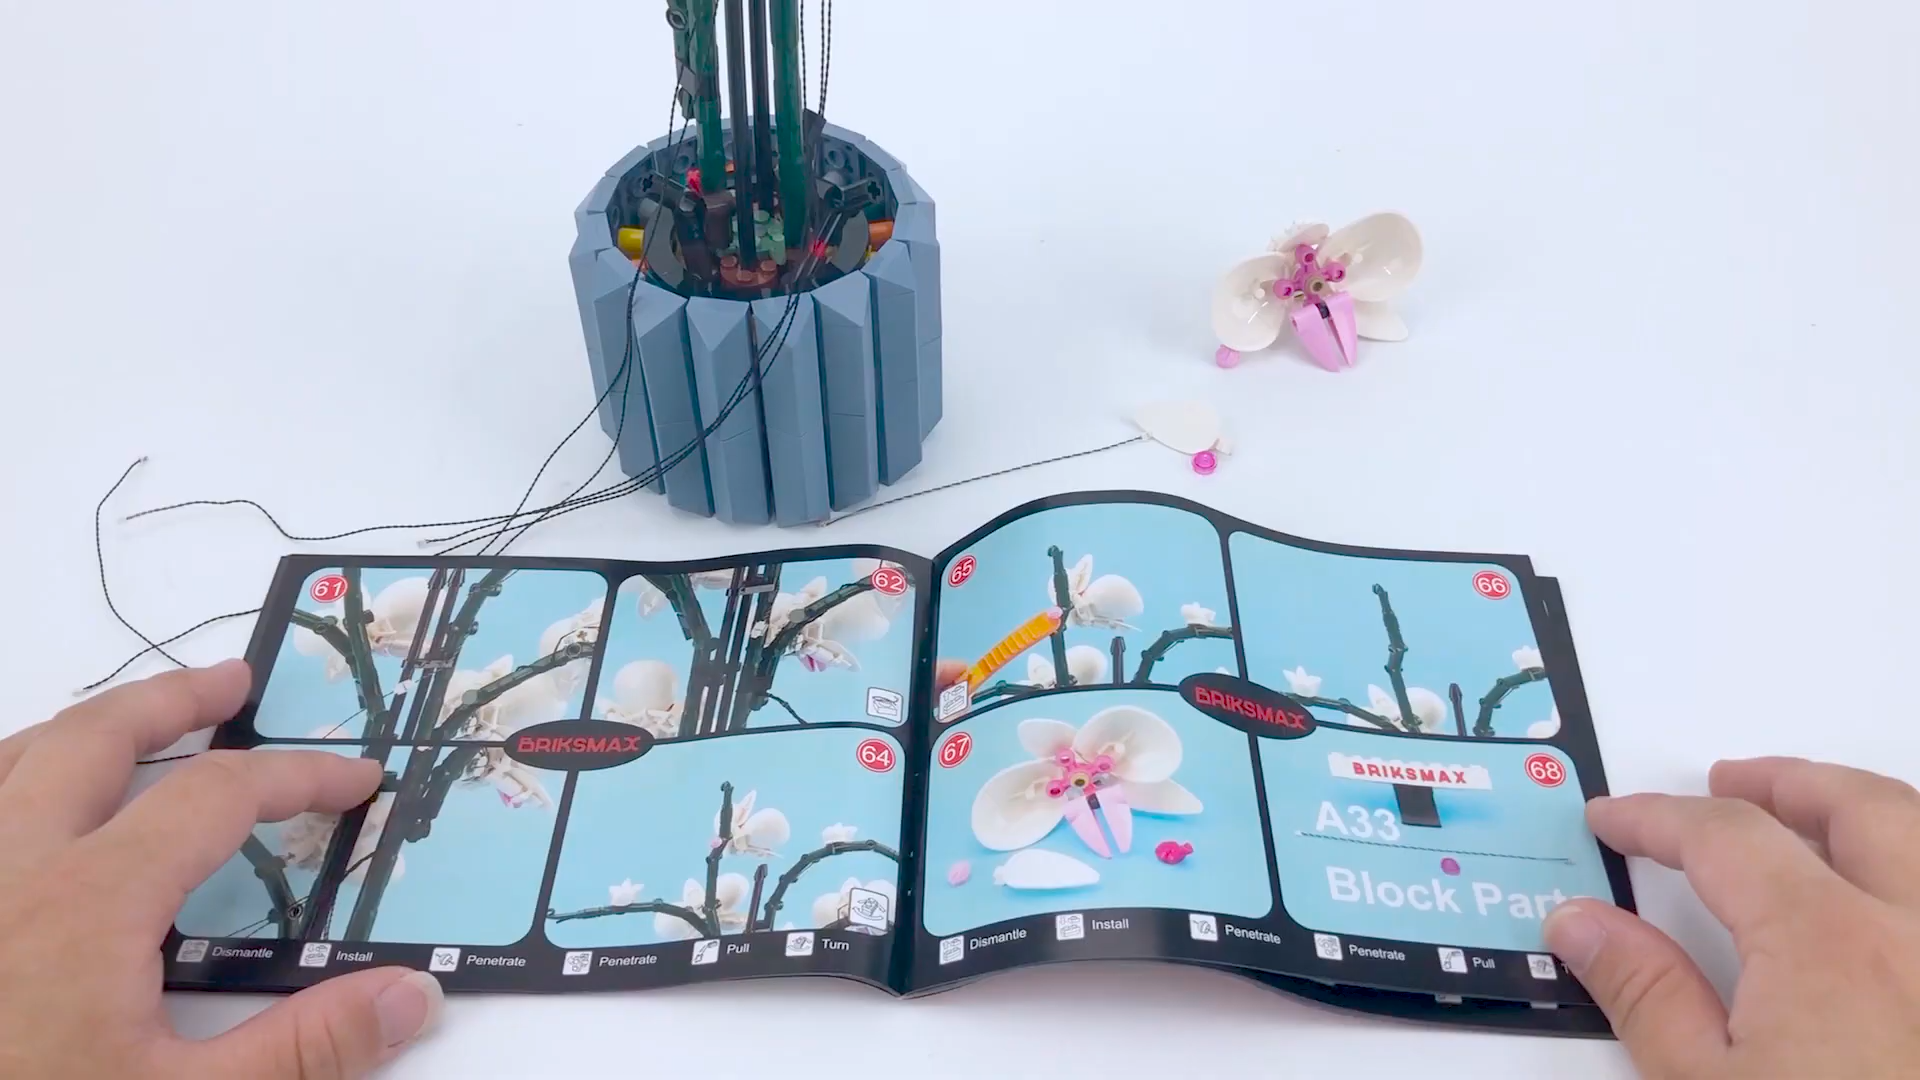 61
62
BRIKSMAX
64
Dismantle
Install
Penetrate
Penetrate
Pull
Turn
65
66
BRIKSMAX
67
68
BRIKSMAX
A33
Block Part
Dismantle
Install
Penetrate
Penetrate
Pull